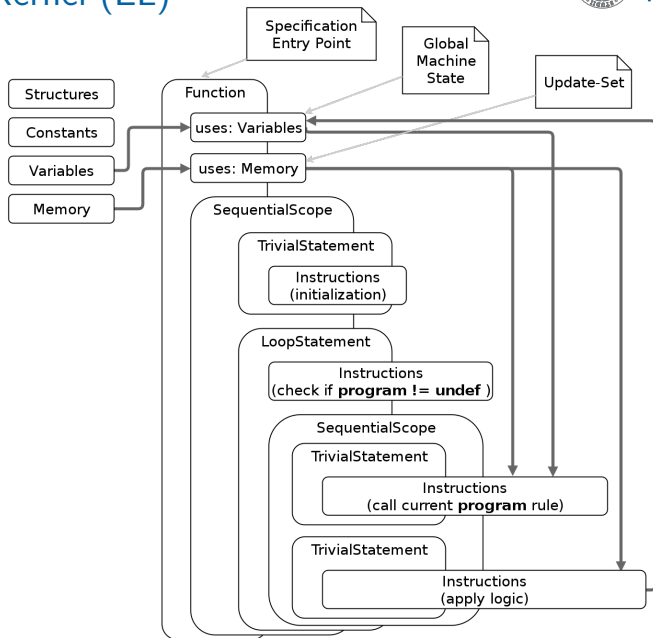 Kernel (EL)
Specification
Entry Point
Global
Machine
State
Update-Set
Structures
Constants
Variables
Memory
Function
uses: Variables
uses: Memory
SequentialScope
TrivialStatement
Instructions
(initialization)
LoopStatement
Instructions
(check if program != undef )
SequentialScope
TrivialStatement
Instructions
(call current program rule)
TrivialStatement
Instructions
(apply logic)